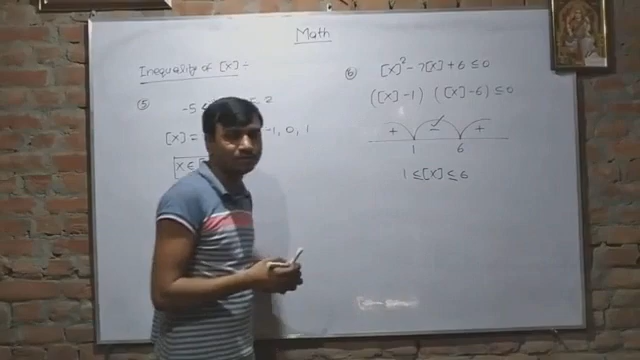 Math
Inequality of [x] :-
(5)
-5 ≤ 2
[x] = -1, 0, 1
x ∈ [
(6) [x]² - 7[x] + 6 ≤ 0
([x] - 1) ([x] - 6) ≤ 0
+ - +
1 6
1 ≤ [x] ≤ 6